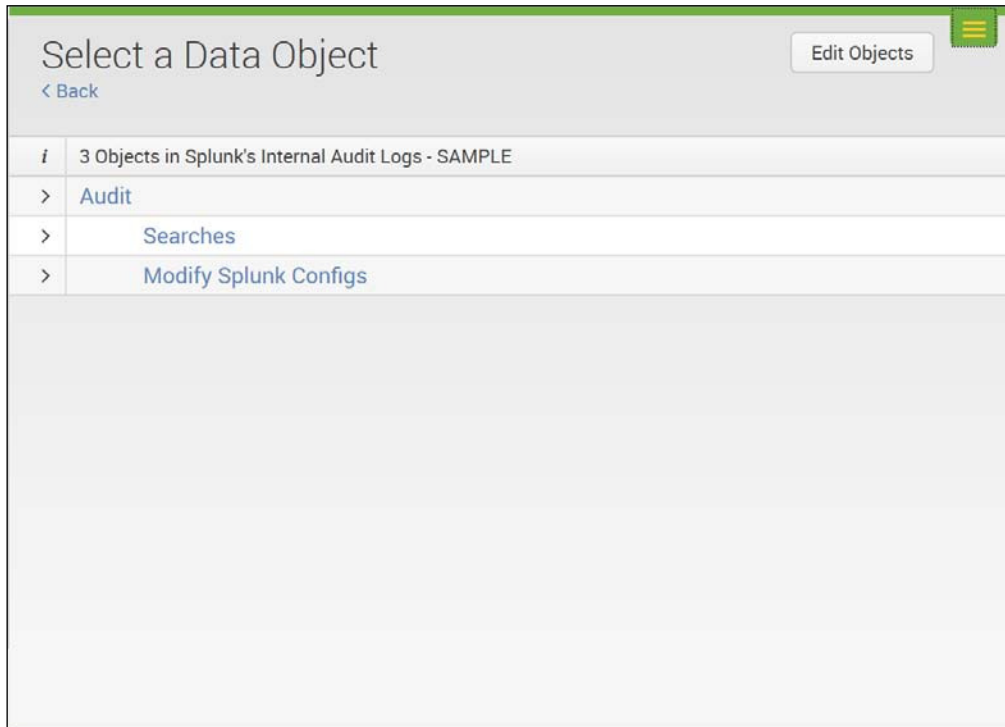 Select a Data Object
< Back
Edit Objects
i 3 Objects in Splunk's Internal Audit Logs - SAMPLE
> Audit
> Searches
> Modify Splunk Configs